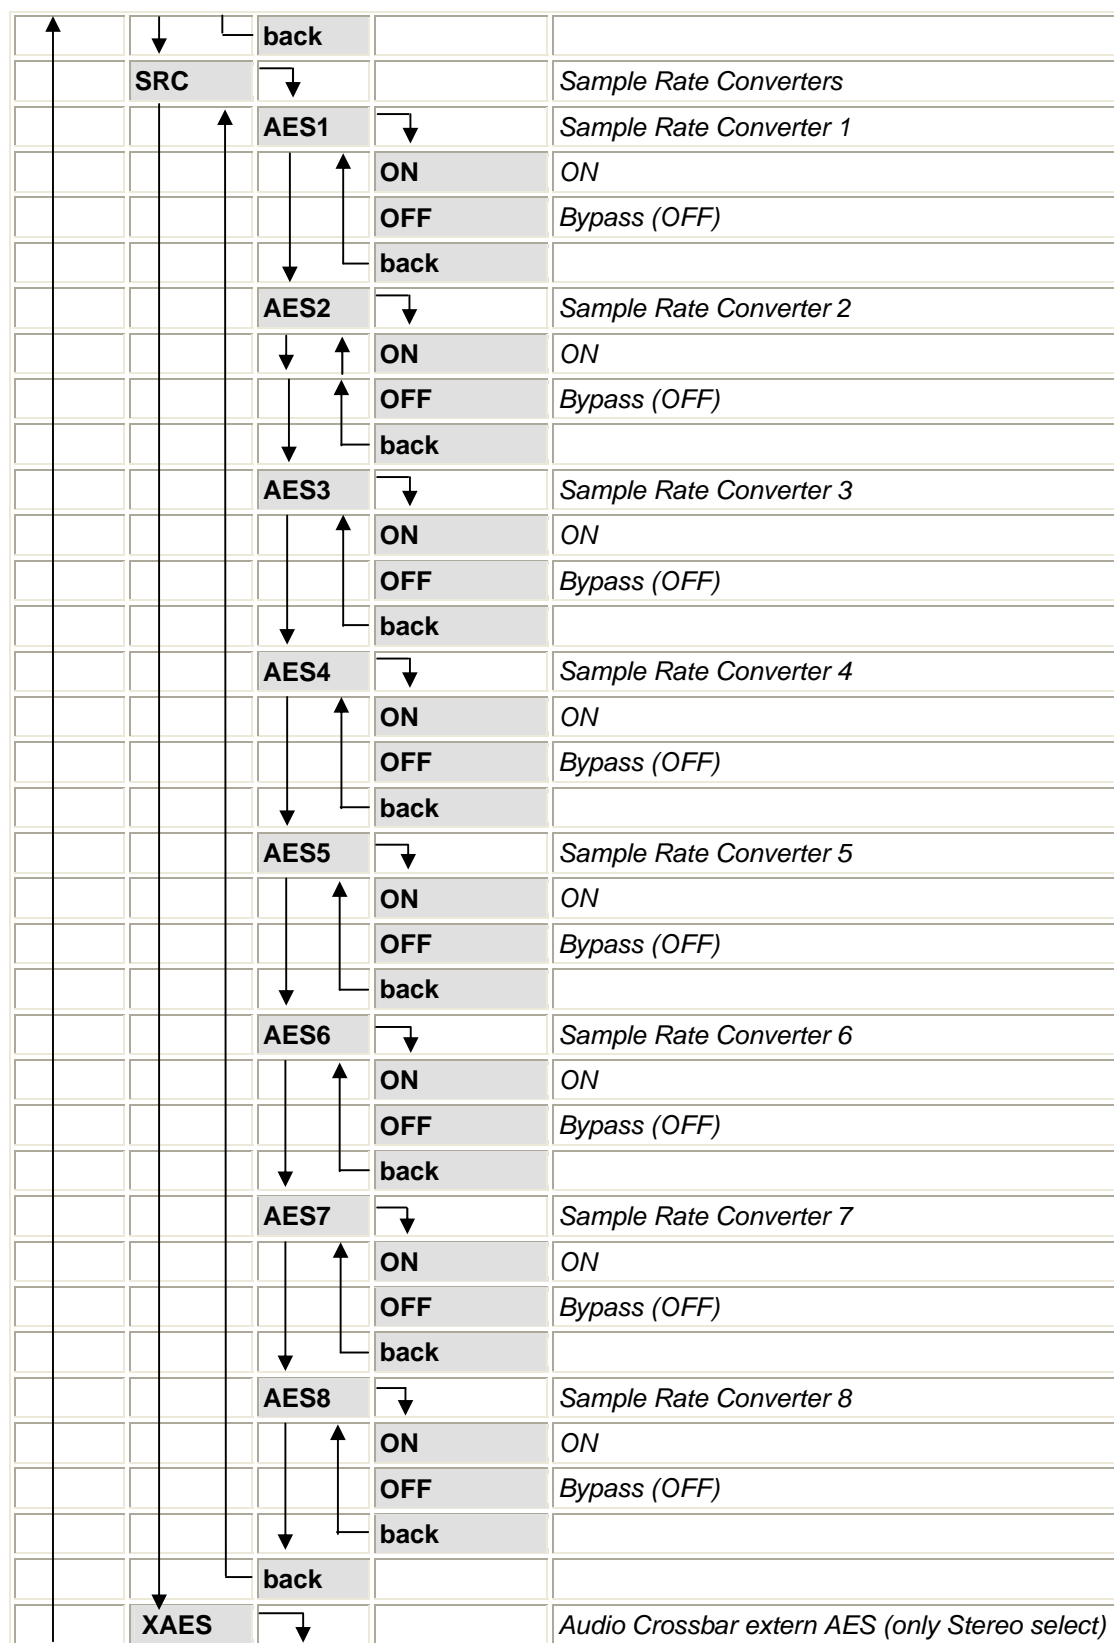 back
SRC Sample Rate Converters
AES1 Sample Rate Converter 1
ON ON
OFF Bypass (OFF)
back
AES2 Sample Rate Converter 2
ON ON
OFF Bypass (OFF)
back
AES3 Sample Rate Converter 3
ON ON
OFF Bypass (OFF)
back
AES4 Sample Rate Converter 4
ON ON
OFF Bypass (OFF)
back
AES5 Sample Rate Converter 5
ON ON
OFF Bypass (OFF)
back
AES6 Sample Rate Converter 6
ON ON
OFF Bypass (OFF)
back
AES7 Sample Rate Converter 7
ON ON
OFF Bypass (OFF)
back
AES8 Sample Rate Converter 8
ON ON
OFF Bypass (OFF)
back
back
XAES Audio Crossbar extern AES (only Stereo select)